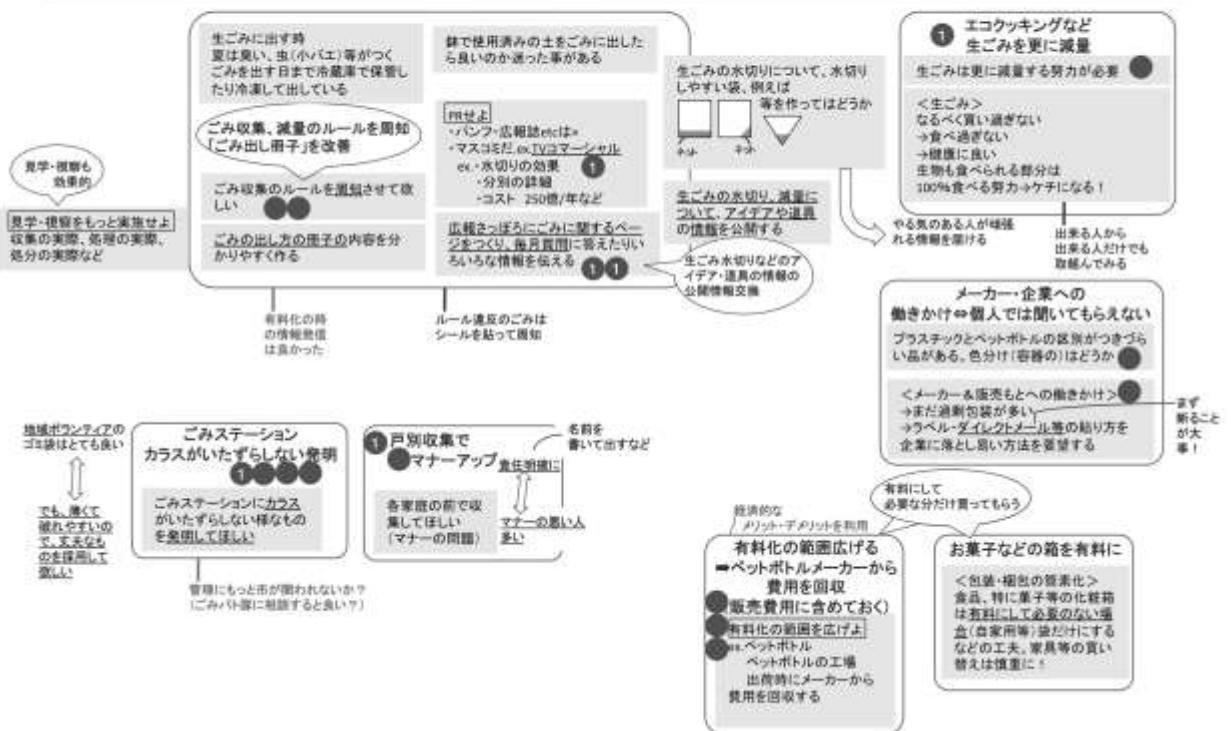 生ごみに出す時
夏は臭い、虫(小バエ)等がつく
ごみを出す日まで冷蔵庫で保管し
たり冷凍して出している
鉢で使用済みの土をごみに出した
ら良いのか迷った事がある
ごみ収集、減量のルールを周知
「ごみ出し冊子」を改善
ごみ収集のルールを周知させて欲
しい
ごみの出し方の冊子の内容を分
かりやすく作る
PRせよ
・パンフ・広報誌etcは×
・マスコミだ.ex.TVコマーシャル
ex.・水切りの効果
・分別の詳細
・コスト 250億/年など
1
広報さっぽろにごみに関するペー
ジをつくり、毎月質問に答えたりい
ろいろな情報を伝える
1 1
見学・視察も
効果的
見学・視察をもっと実施せよ
収集の実際、処理の実際、
処分の実際など
有料化の時
の情報発信
は良かった
ルール違反のごみは
シールを貼って周知
生ごみの水切りについて、水切り
しやすい袋、例えば
等を作ってはどうか
ネット
ネット
生ごみの水切り、減量に
ついて、アイデアや道具
の情報を公開する
生ごみ水切りなどのア
イデア・道具の情報の
公開情報交換
やる気のある人が頑張
れる情報を届ける
1
エコクッキングなど
生ごみを更に減量
生ごみは更に減量する努力が必要
<生ごみ>
なるべく買い過ぎない
→食べ過ぎない
→健康に良い
生物も食べられる部分は
100%食べる努力→ケチになる!
出来る人から
出来る人だけでも
取組んでみる
メーカー・企業への
働きかけ⇔個人では聞いてもらえない
プラスチックとペットボトルの区別がつきづら
い品がある。色分け(容器の)はどうか
<メーカー&販売もとへの働きかけ>
→まだ過剰包装が多い
→ラベル・ダイレクトメール等の貼り方を
企業に落とし易い方法を要望する
まず
断ること
が大
事!
地域ボランティアの
ゴミ袋はとても良い
でも、薄くて
破れやすいの
で、丈夫なも
のを採用して
欲しい
ごみステーション
カラスがいたずらしない発明
1
ごみステーションにカラス
がいたずらしない様なもの
を発明してほしい
管理にもっと市が関われないか?
(ごみパト隊に相談すると良い?)
1
戸別収集で
マナーアップ
各家庭の前で収
集してほしい
(マナーの問題)
名前を
書いて出すなど
責任明確に
マナーの悪い人
多い
経済的な
メリット・デメリットを利用
有料化の範囲広げる
➡ペットボトルメーカーから
費用を回収
販売費用に含めておく)
有料化の範囲を広げよ
ex.ペットボトル
ペットボトルの工場
出荷時にメーカーから
費用を回収する
有料にして
必要な分だけ買ってもらう
お菓子などの箱を有料に
<包装・梱包の簡素化>
食品、特に菓子等の化粧箱
は有料にして必要のない場
合(自家用等)袋だけにする
などの工夫。家具等の買い
替えは慎重に!